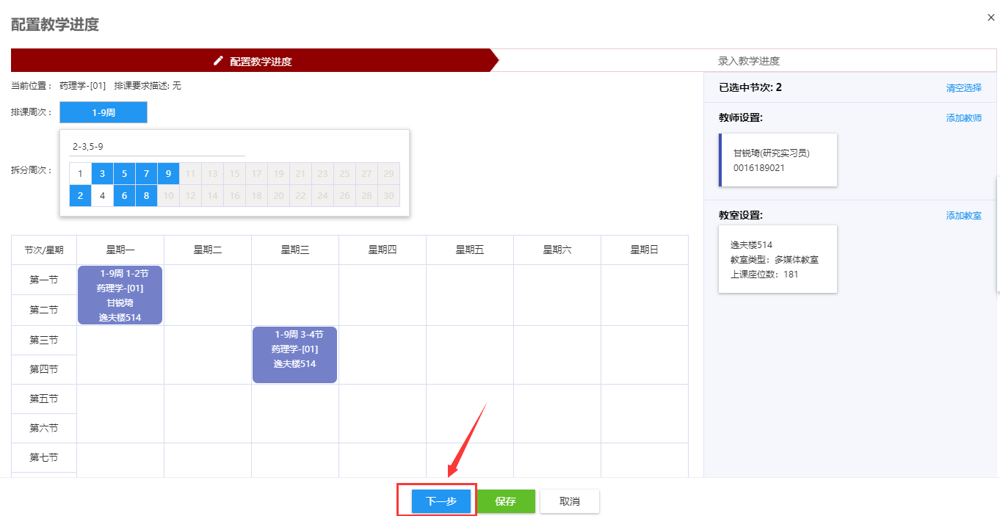 配置教学进度
×
配置教学进度
录入教学进度
当前位置： 药理学-[01] 排课要求描述: 无
排课周次： 1-9周
拆分周次：
2-3,5-9
1 3 5 7 9 11 13 15 17 19 21 23 25 27 29
2 4 6 8 10 12 14 16 18 20 22 24 26 28 30
已选中节次: 2 清空选择
教师设置: 添加教师
甘锐琦(研究实习员)
0016189021
教室设置: 添加教室
逸夫楼514
教室类型：多媒体教室
上课座位数：181
节次/星期 星期一 星期二 星期三 星期四 星期五 星期六 星期日
第一节
第二节
1-9周 1-2节
药理学-[01]
甘锐琦
逸夫楼514
第三节
第四节
1-9周 3-4节
药理学-[01]
逸夫楼514
第五节
第六节
第七节
下一步 保存 取消